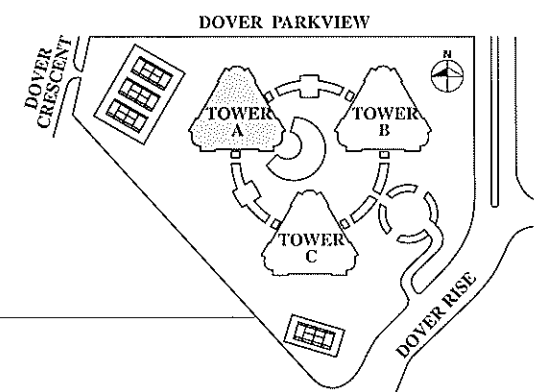 DOVER PARKVIEW
DOVER
CRESCENT
N
TOWER
A
TOWER
B
TOWER
C
DOVER RISE